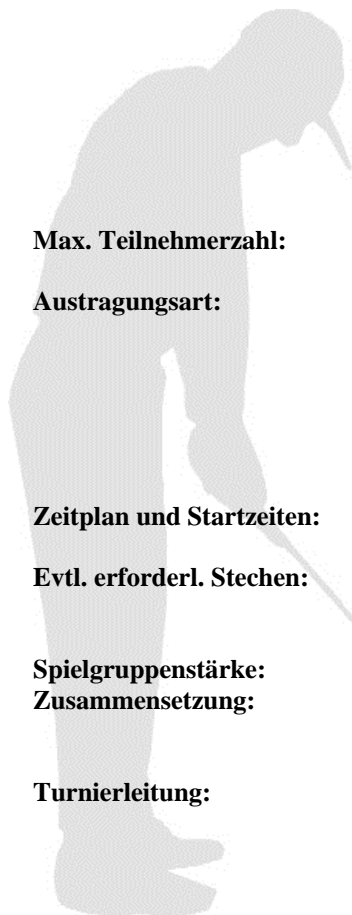 Max. Teilnehmerzahl:
Austragungsart:
Zeitplan und Startzeiten:
Evtl. erforderl. Stechen:
Spielgruppenstärke:
Zusammensetzung:
Turnierleitung: